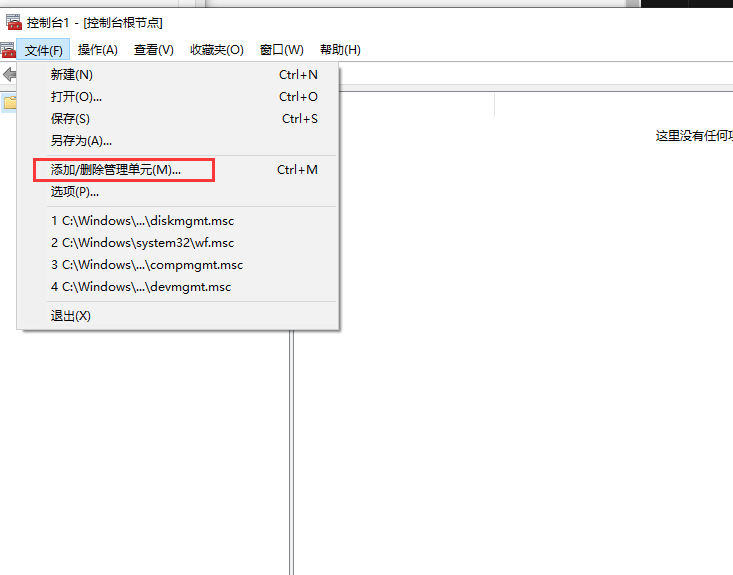 控制台1 - [控制台根节点]
文件(F) 操作(A) 查看(V) 收藏夹(O) 窗口(W) 帮助(H)
新建(N) Ctrl+N
打开(O)... Ctrl+O
保存(S) Ctrl+S
另存为(A)...
这里没有任何项
添加/删除管理单元(M)... Ctrl+M
选项(P)...
1 C:\Windows\...\diskmgmt.msc
2 C:\Windows\system32\wf.msc
3 C:\Windows\...\compmgmt.msc
4 C:\Windows\...\devmgmt.msc
退出(X)